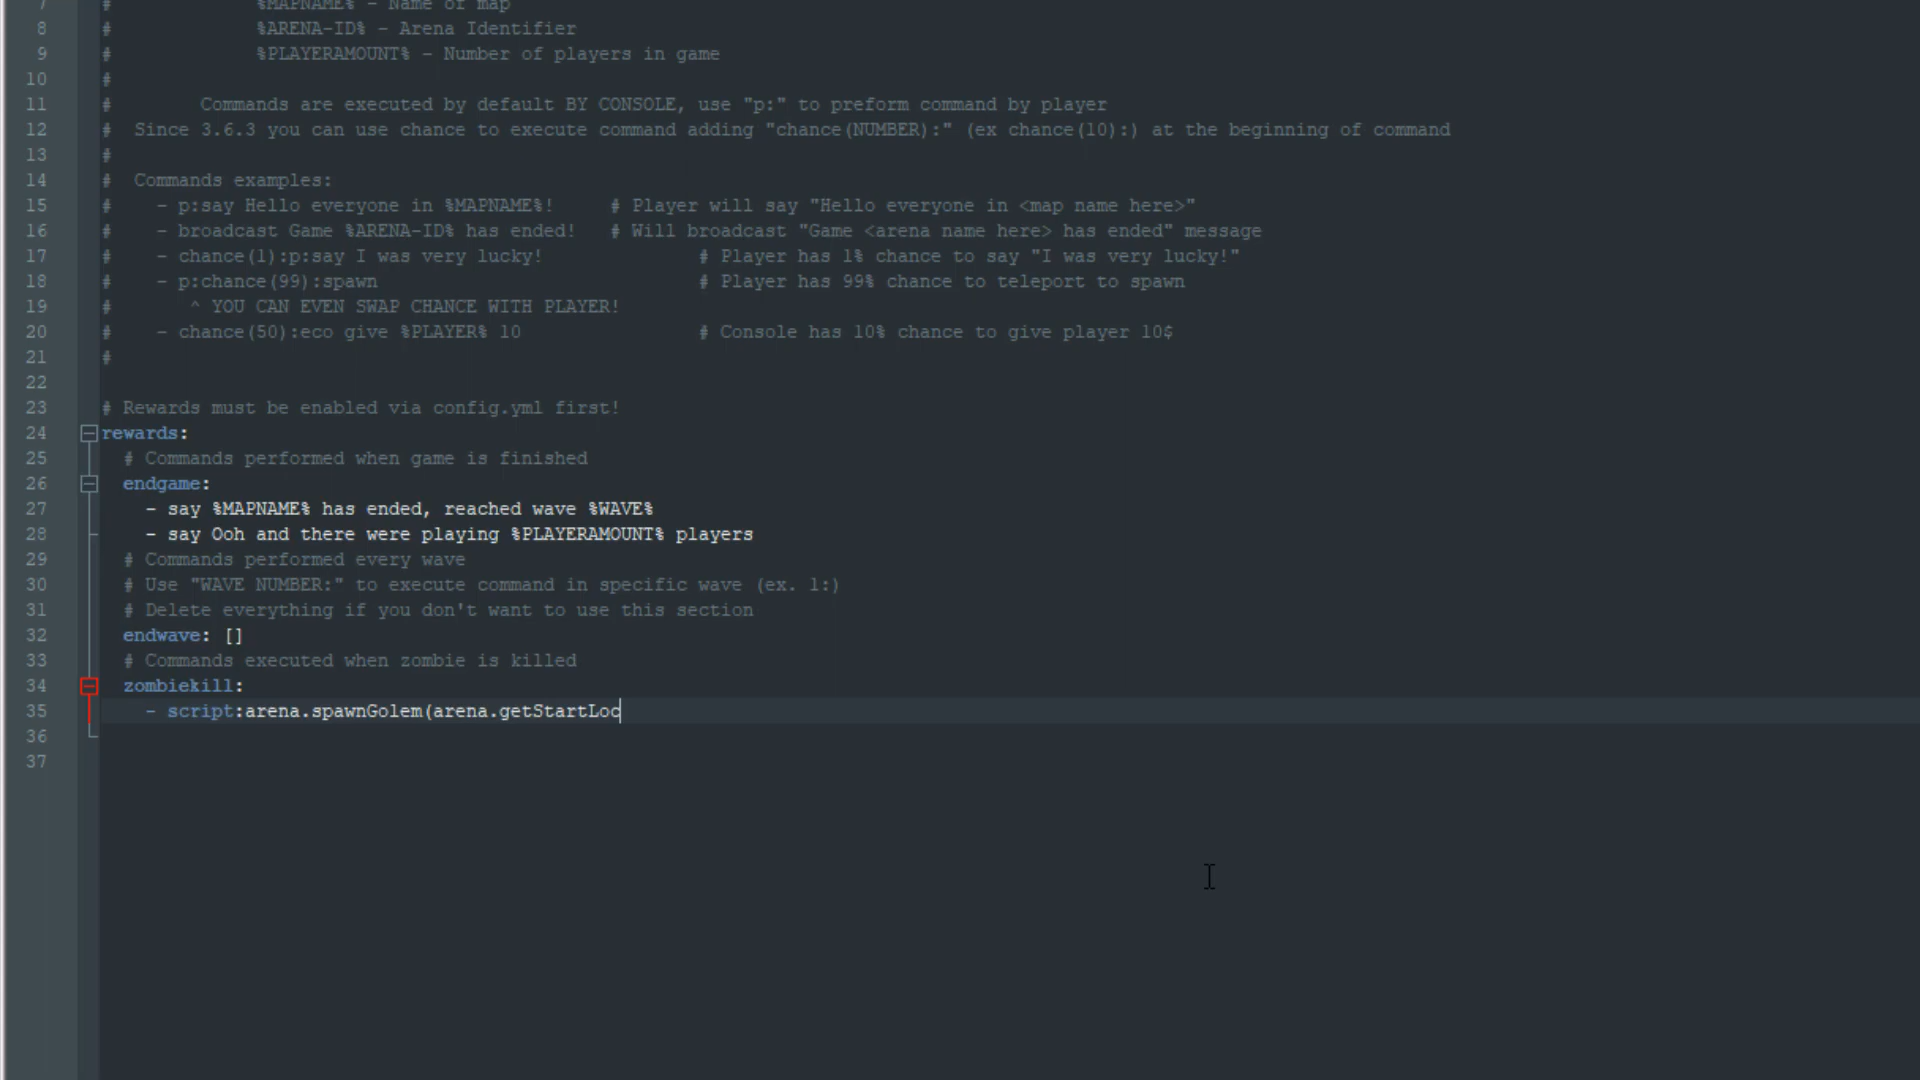 7 # %MAPNAME% - Name of map
8 # %ARENA-ID% - Arena Identifier
9 # %PLAYERAMOUNT% - Number of players in game
10 #
11 # Commands are executed by default BY CONSOLE, use "p:" to preform command by player
12 # Since 3.6.3 you can use chance to execute command adding "chance(NUMBER):" (ex chance(10):) at the beginning of command
13 #
14 # Commands examples:
15 # - p:say Hello everyone in %MAPNAME%! # Player will say "Hello everyone in <map name here>"
16 # - broadcast Game %ARENA-ID% has ended! # Will broadcast "Game <arena name here> has ended" message
17 # - chance(1):p:say I was very lucky! # Player has 1% chance to say "I was very lucky!"
18 # - p:chance(99):spawn # Player has 99% chance to teleport to spawn
19 # ^ YOU CAN EVEN SWAP CHANCE WITH PLAYER!
20 # - chance(50):eco give %PLAYER% 10 # Console has 10% chance to give player 10$
21 #
22
23 # Rewards must be enabled via config.yml first!
24 rewards:
25 # Commands performed when game is finished
26 endgame:
27 - say %MAPNAME% has ended, reached wave %WAVE%
28 - say Ooh and there were playing %PLAYERAMOUNT% players
29 # Commands performed every wave
30 # Use "WAVE NUMBER:" to execute command in specific wave (ex. 1:)
31 # Delete everything if you don't want to use this section
32 endwave: []
33 # Commands executed when zombie is killed
34 zombiekill:
35 - script:arena.spawnGolem(arena.getStartLoc
36
37